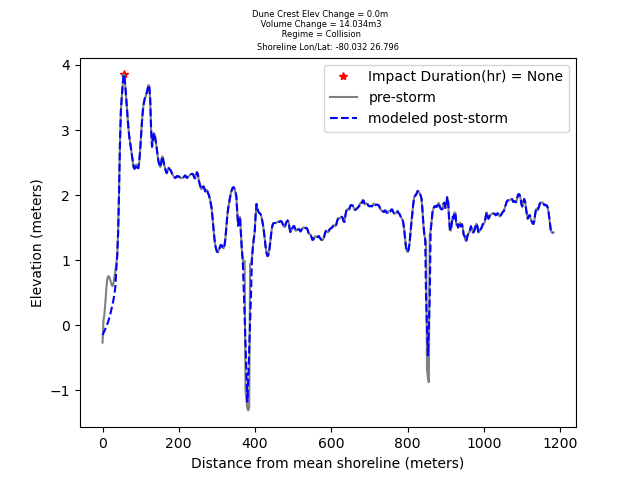 Dune Crest Elev Change = 0.0m
Volume Change = 14.034m3
Regime = Collision
Shoreline Lon/Lat: -80.032 26.796
Impact Duration(hr) = None
pre-storm
modeled post-storm
4
3
2
1
0
−1
Elevation (meters)
0 200 400 600 800 1000 1200
Distance from mean shoreline (meters)